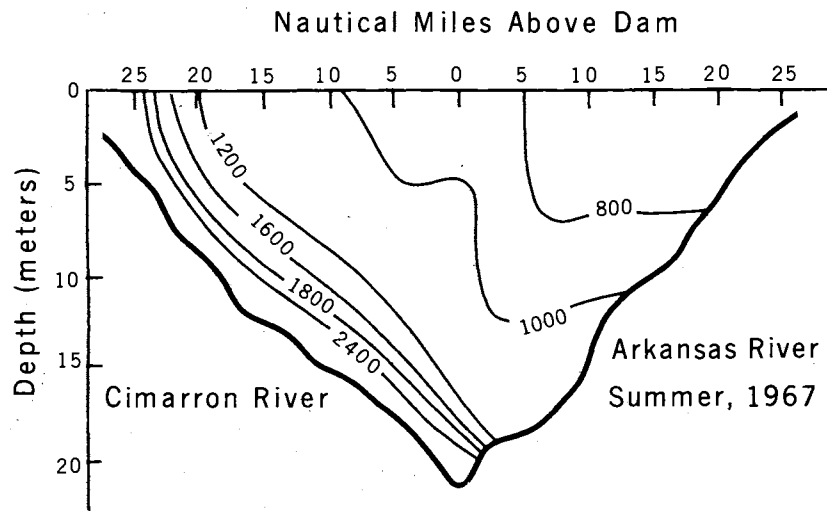 Nautical Miles Above Dam
25 20 15 10 5 0 5 10 15 20 25
0
5
10
15
20
Depth (meters)
1200
1600
1800
2400
800
1000
Cimarron River
Arkansas River
Summer, 1967